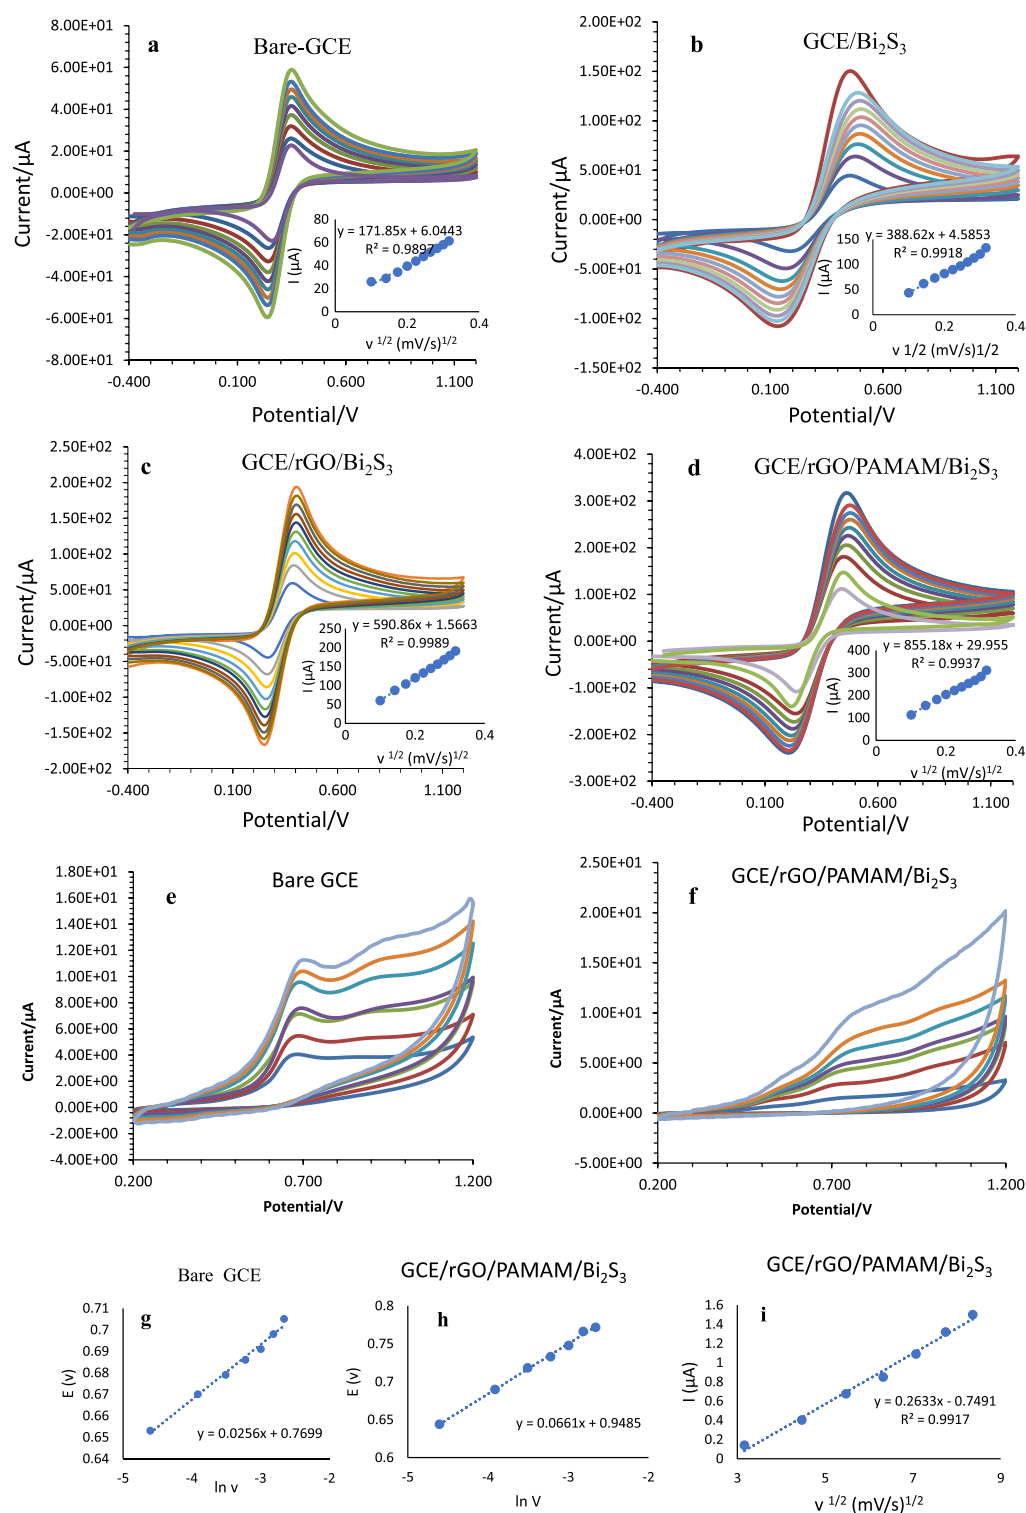 a
Bare-GCE
8.00E+01
6.00E+01
4.00E+01
2.00E+01
0.00E+00
-2.00E+01
-4.00E+01
-6.00E+01
-8.00E+01
Current/µA
-0.400 0.100 0.600 1.100
Potential/V
y = 171.85x + 6.0443
R² = 0.9897
80
60
40
20
0
I (µA)
0 0.2 0.4
v 1/2 (mV/s)1/2
b
GCE/Bi2S3
2.00E+02
1.50E+02
1.00E+02
5.00E+01
0.00E+00
-5.00E+01
-1.00E+02
-1.50E+02
Current/µA
-0.400 0.100 0.600 1.100
Potential/V
y = 388.62x + 4.5853
R² = 0.9918
150
100
50
0
I (µA)
0 0.2 0.4
v 1/2 (mV/s)1/2
c
GCE/rGO/Bi2S3
2.50E+02
2.00E+02
1.50E+02
1.00E+02
5.00E+01
0.00E+00
-5.00E+01
-1.00E+02
-1.50E+02
-2.00E+02
Current/µA
-0.400 0.100 0.600 1.100
Potential/V
y = 590.86x + 1.5663
R² = 0.9989
250
200
150
100
50
0
I (µA)
0 0.2 0.4
v 1/2 (mV/s)1/2
d
GCE/rGO/PAMAM/Bi2S3
4.00E+02
3.00E+02
2.00E+02
1.00E+02
0.00E+00
-1.00E+02
-2.00E+02
-3.00E+02
Current/µA
-0.400 0.100 0.600 1.100
Potential/V
y = 855.18x + 29.955
R² = 0.9937
400
300
200
100
0
I (µA)
0 0.2 0.4
v 1/2 (mV/s)1/2
e
Bare GCE
1.80E+01
1.60E+01
1.40E+01
1.20E+01
1.00E+01
8.00E+00
6.00E+00
4.00E+00
2.00E+00
0.00E+00
-2.00E+00
-4.00E+00
Current/µA
0.200 0.700 1.200
Potential/V
f
GCE/rGO/PAMAM/Bi2S3
2.50E+01
2.00E+01
1.50E+01
1.00E+01
5.00E+00
0.00E+00
-5.00E+00
Current/µA
0.200 0.700 1.200
Potential/V
Bare GCE
g
0.71
0.7
0.69
0.68
0.67
0.66
0.65
0.64
E (v)
y = 0.0256x + 0.7699
-5 -4 -3 -2
ln v
GCE/rGO/PAMAM/Bi2S3
h
0.8
0.75
0.7
0.65
0.6
E (v)
y = 0.0661x + 0.9485
-5 -4 -3 -2 -1
ln V
GCE/rGO/PAMAM/Bi2S3
i
1.6
1.4
1.2
1
0.8
0.6
0.4
0.2
0
I (µA)
y = 0.2633x - 0.7491
R² = 0.9917
3 5 7 9
v 1/2 (mV/s)1/2